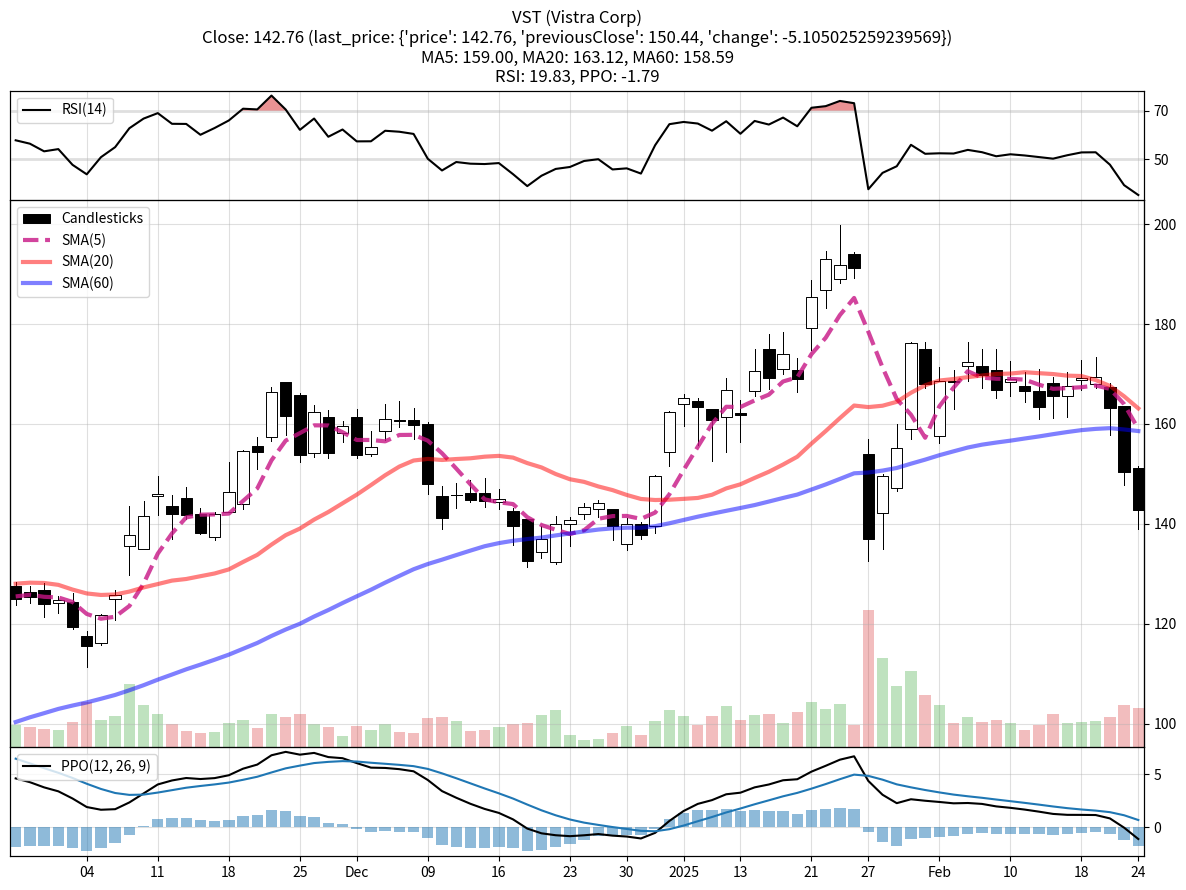 VST (Vistra Corp)
Close: 142.76 (last_price: {'price': 142.76, 'previousClose': 150.44, 'change': -5.105025259239569})
MA5: 159.00, MA20: 163.12, MA60: 158.59
RSI: 19.83, PPO: -1.79
RSI(14)
70
50
Candlesticks
SMA(5)
SMA(20)
SMA(60)
200
180
160
140
120
100
PPO(12, 26, 9)
5
0
04 11 18 25 Dec 09 16 23 30 2025 13 21 27 Feb 10 18 24